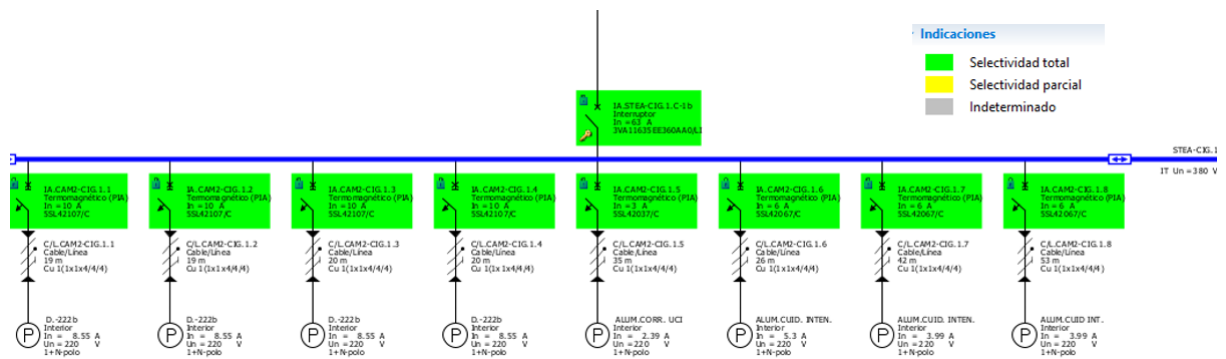 Indicaciones
Selectividad total
Selectividad parcial
Indeterminado
IA.STEA-CIG.1.C-1b
Interruptor
In =63 A
3VA11635EE360AA0/L1
STEA-CIG.1
IT Un =380 V
IA.CAM2-CIG.1.1
Termomagnético (PIA)
In = 10 A
5SL42107/C
IA.CAM2-CIG.1.2
Termomagnético (PIA)
In = 10 A
5SL42107/C
IA.CAM2-CIG.1.3
Termomagnético (PIA)
In = 10 A
5SL42107/C
IA.CAM2-CIG.1.4
Termomagnético (PIA)
In = 10 A
5SL42107/C
IA.CAM2-CIG.1.5
Termomagnético (PIA)
In =3 A
5SL42037/C
IA.CAM2-CIG.1.6
Termomagnético (PIA)
In = 6 A
5SL42067/C
IA.CAM2-CIG.1.7
Termomagnético (PIA)
In = 6 A
5SL42067/C
IA.CAM2-CIG.1.8
Termomagnético (PIA)
In = 6 A
5SL42067/C
C/L.CAM2-CIG.1.1
Cable/Línea
19 m
Cu 1(1x1x4/4/4)
C/L.CAM2-CIG.1.2
Cable/Línea
19 m
Cu 1(1x1x4/4/4)
C/L.CAM2-CIG.1.3
Cable/Línea
20 m
Cu 1(1x1x4/4/4)
C/L.CAM2-CIG.1.4
Cable/Línea
20 m
Cu 1(1x1x4/4/4)
C/L.CAM2-CIG.1.5
Cable/Línea
35 m
Cu 1(1x1x4/4/4)
C/L.CAM2-CIG.1.6
Cable/Línea
26 m
Cu 1(1x1x4/4/4)
C/L.CAM2-CIG.1.7
Cable/Línea
42 m
Cu 1(1x1x4/4/4)
C/L.CAM2-CIG.1.8
Cable/Línea
53 m
Cu 1(1x1x4/4/4)
P
D.-222b
Interior
In = 8.55 A
Un = 220 V
1+N-polo
P
D.-222b
Interior
In = 8.55 A
Un = 220 V
1+N-polo
P
D.-222b
Interior
In = 8.55 A
Un = 220 V
1+N-polo
P
D.-222b
Interior
In = 8.55 A
Un = 220 V
1+N-polo
P
ALUM.CORR. UCI
Interior
In = 2.39 A
Un =220 V
1+N-polo
P
ALUM.CUID. INTEN.
Interior
In = 5.3 A
Un = 220 V
1+N-polo
P
ALUM.CUID. INTEN.
Interior
In = 3.99 A
Un =220 V
1+N-polo
P
ALUM.CUID INT.
Interior
In = 3.99 A
Un = 220 V
1+N-polo